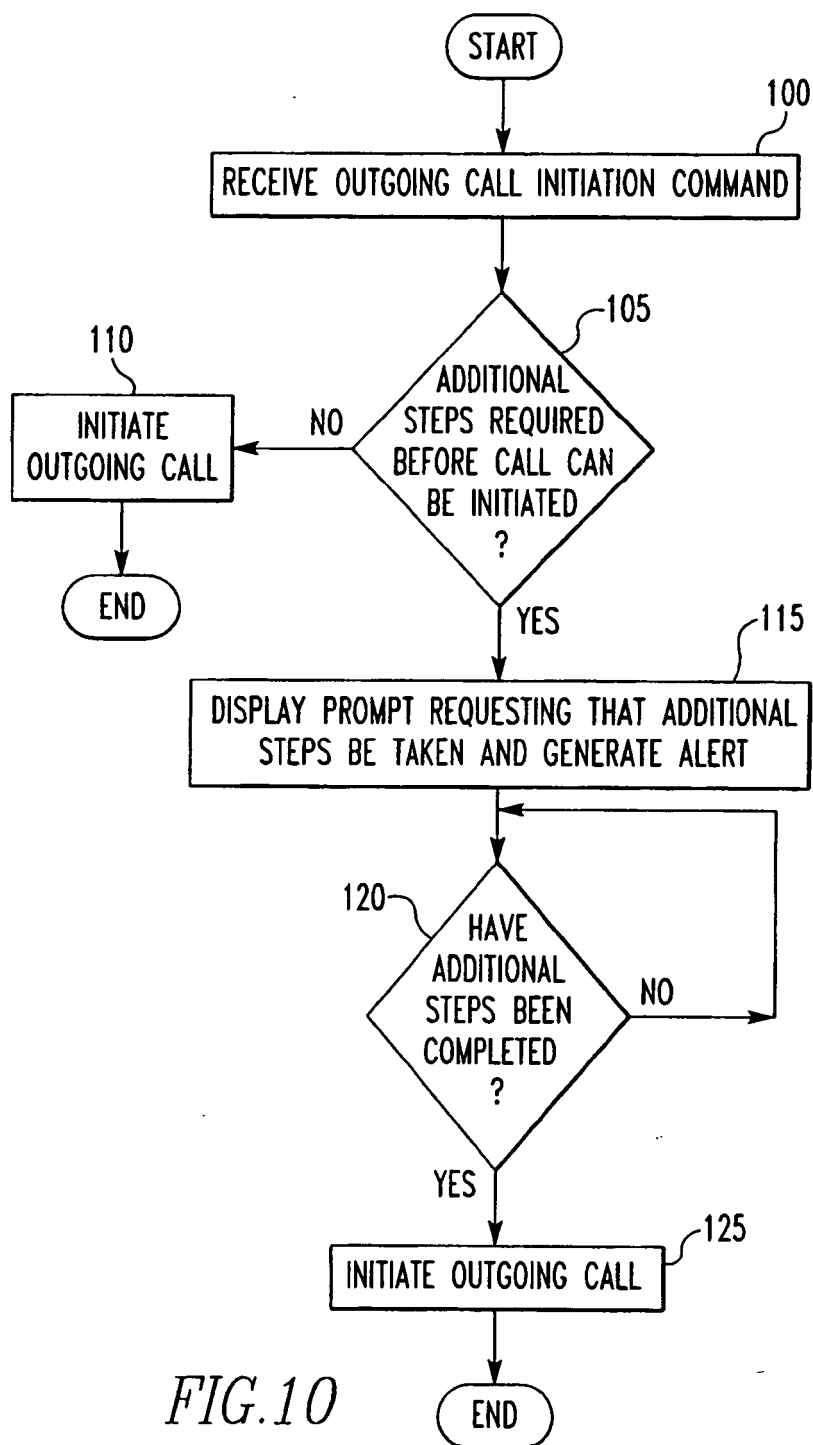 START
100
RECEIVE OUTGOING CALL INITIATION COMMAND
105
ADDITIONAL
STEPS REQUIRED
BEFORE CALL CAN
BE INITIATED
?
NO
110
INITIATE
OUTGOING CALL
END
YES
115
DISPLAY PROMPT REQUESTING THAT ADDITIONAL
STEPS BE TAKEN AND GENERATE ALERT
120
HAVE
ADDITIONAL
STEPS BEEN
COMPLETED
?
NO
YES
125
INITIATE OUTGOING CALL
END
FIG.10